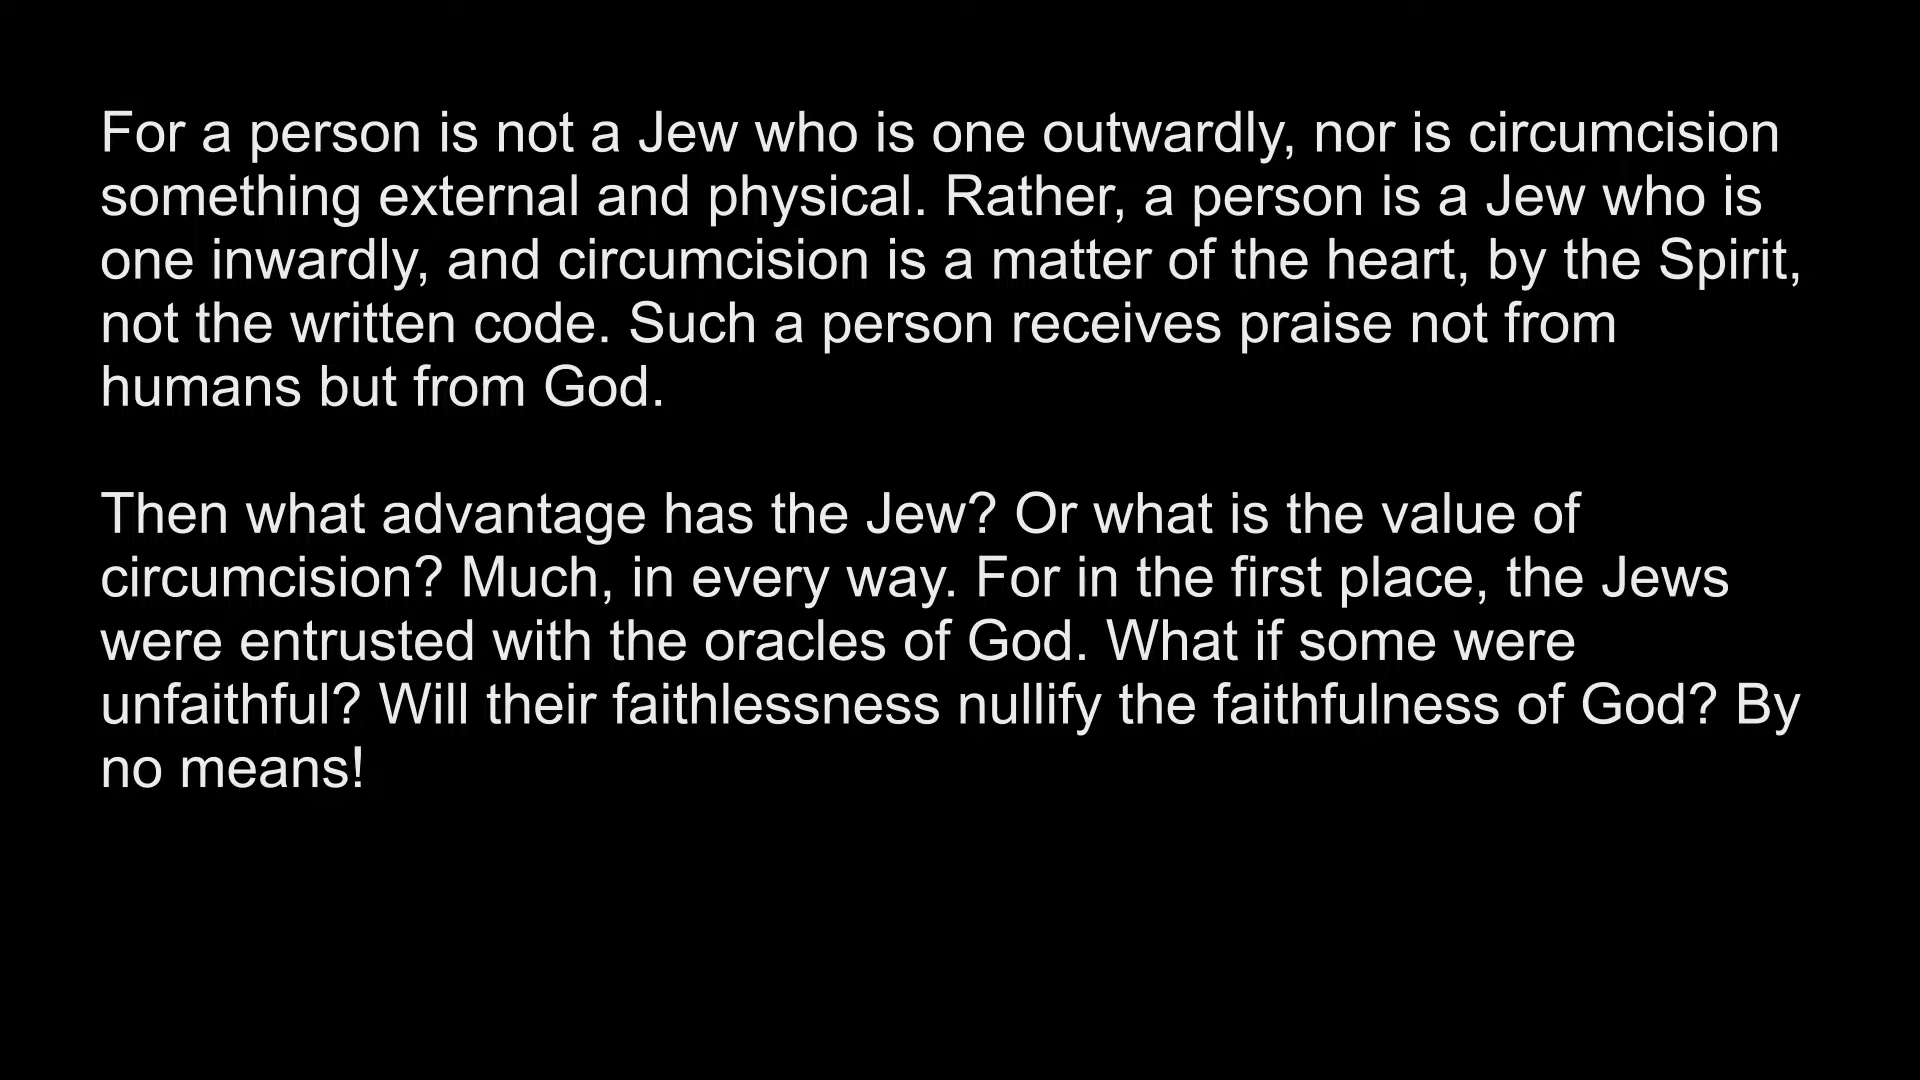 For a person is not a Jew who is one outwardly, nor is circumcision
something external and physical. Rather, a person is a Jew who is
one inwardly, and circumcision is a matter of the heart, by the Spirit,
not the written code. Such a person receives praise not from
humans but from God.
Then what advantage has the Jew? Or what is the value of
circumcision? Much, in every way. For in the first place, the Jews
were entrusted with the oracles of God. What if some were
unfaithful? Will their faithlessness nullify the faithfulness of God? By
no means!